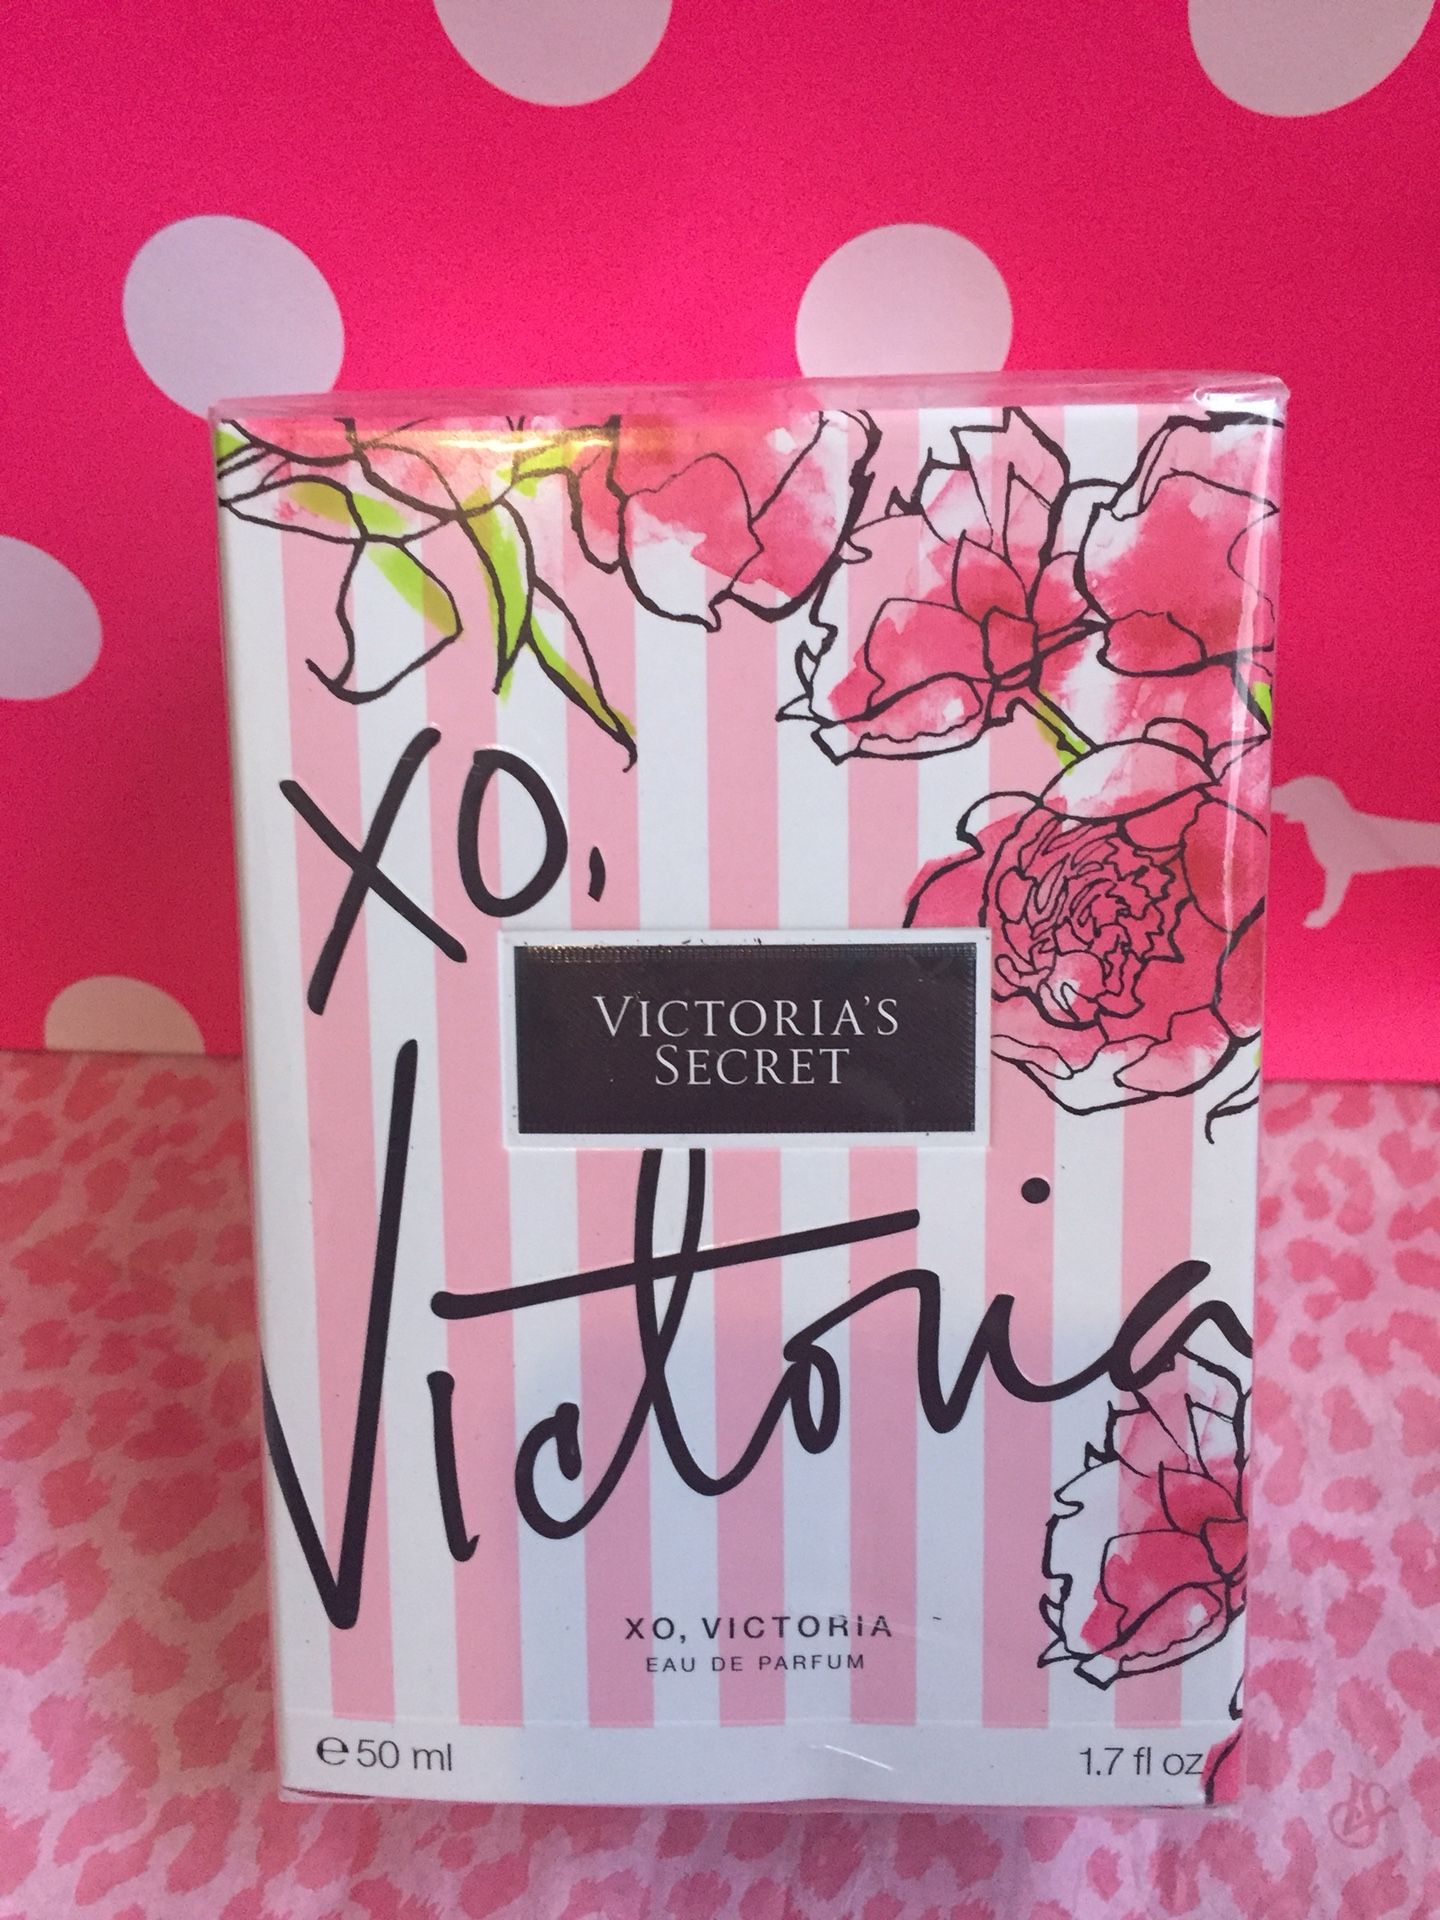 XO,
VICTORIA'S
SECRET
Victoria
XO, VICTORIA
EAU DE PARFUM
℮50 ml
1.7 fl oz